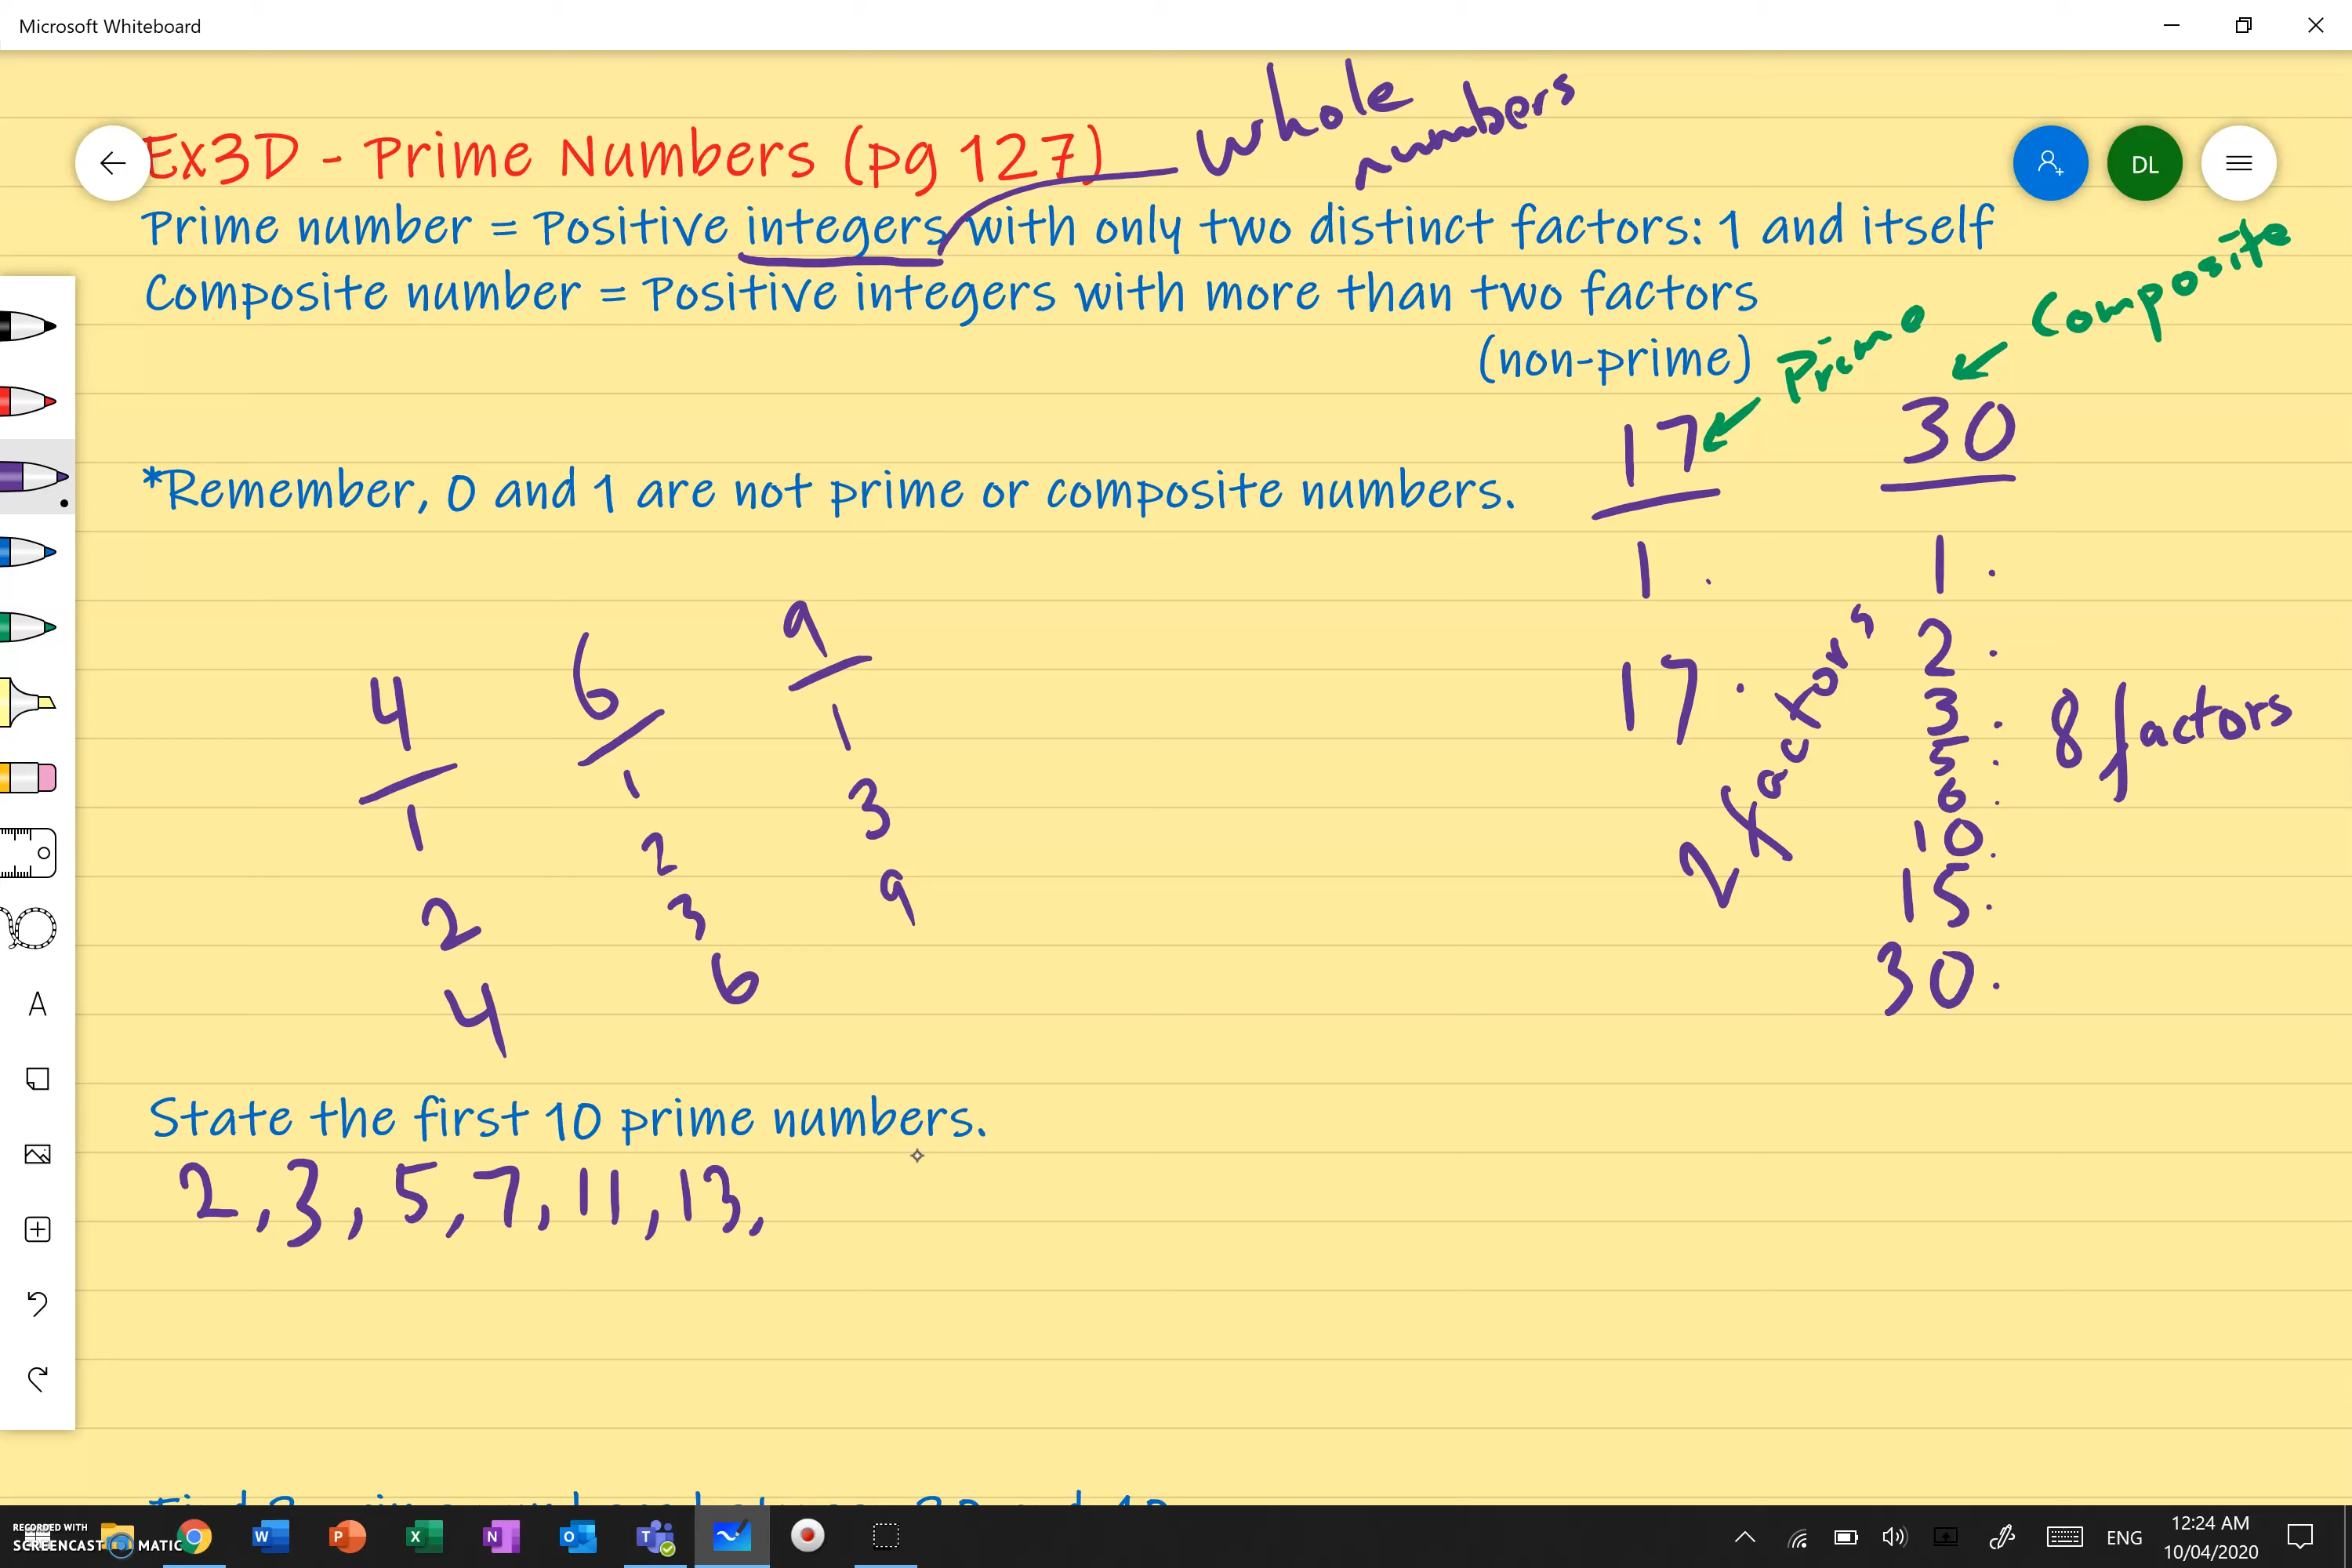 Microsoft Whiteboard
whole
numbers
Ex3D - Prime Numbers (pg 127)
DL
Prime number = Positive integers with only two distinct factors: 1 and itself
Composite number = Positive integers with more than two factors
(non-prime)
Prime
Composite
17
30
*Remember, 0 and 1 are not prime or composite numbers.
4
1
2
4
6
1
2
3
6
9
1
3
9
1
17
2 factors
1
2
3
5
6
10
15
30
8 factors
A
State the first 10 prime numbers.
2, 3, 5, 7, 11, 13,
RECORDED WITH
SCREENCAST MATIC
ENG
12:24 AM
10/04/2020